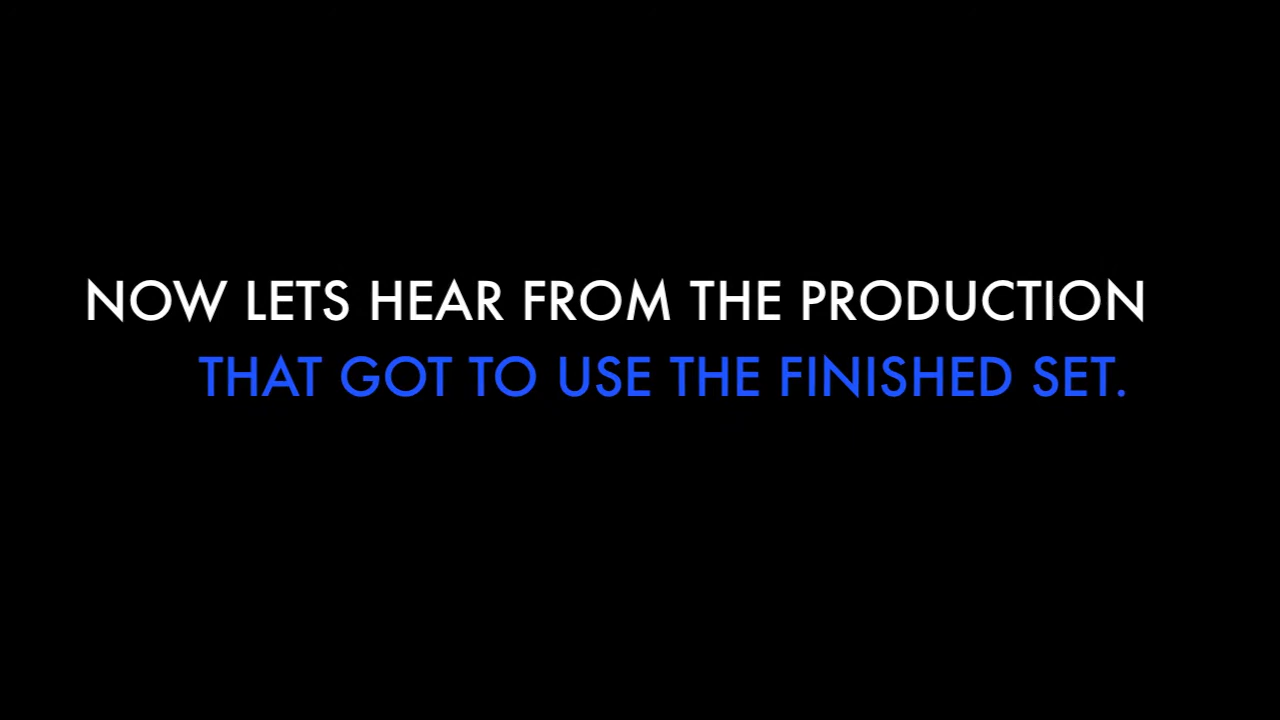 NOW LETS HEAR FROM THE PRODUCTION
THAT GOT TO USE THE FINISHED SET.